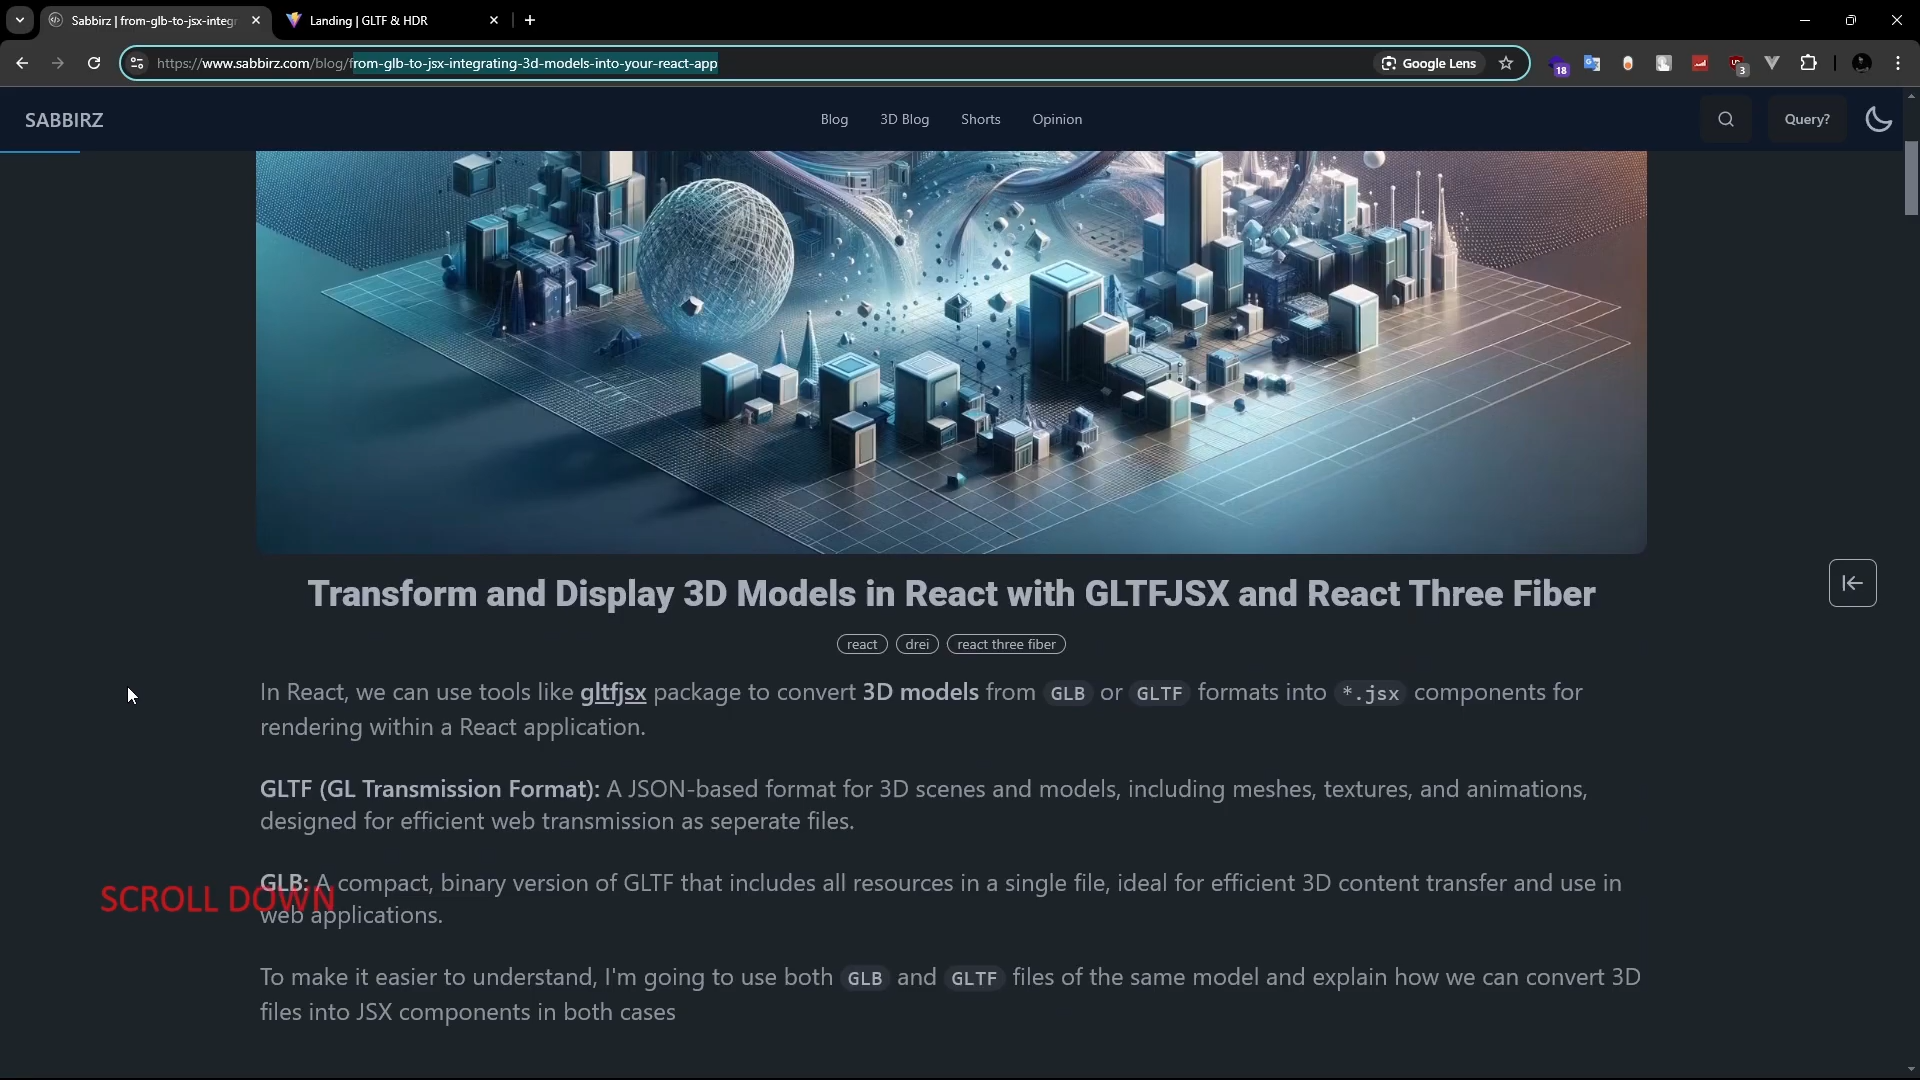 Sabbirz | from-glb-to-jsx-integr
Landing | GLTF & HDR
https://www.sabbirz.com/blog/from-glb-to-jsx-integrating-3d-models-into-your-react-app
Google Lens
18
3
SABBIRZ
Blog
3D Blog
Shorts
Opinion
Query?
Transform and Display 3D Models in React with GLTFJSX and React Three Fiber
react
drei
react three fiber
In React, we can use tools like gltfjsx package to convert 3D models from GLB or GLTF formats into *.jsx components for
rendering within a React application.
GLTF (GL Transmission Format): A JSON-based format for 3D scenes and models, including meshes, textures, and animations,
designed for efficient web transmission as seperate files.
GLB: A compact, binary version of GLTF that includes all resources in a single file, ideal for efficient 3D content transfer and use in
SCROLL DOWN
web applications.
To make it easier to understand, I'm going to use both GLB and GLTF files of the same model and explain how we can convert 3D
files into JSX components in both cases